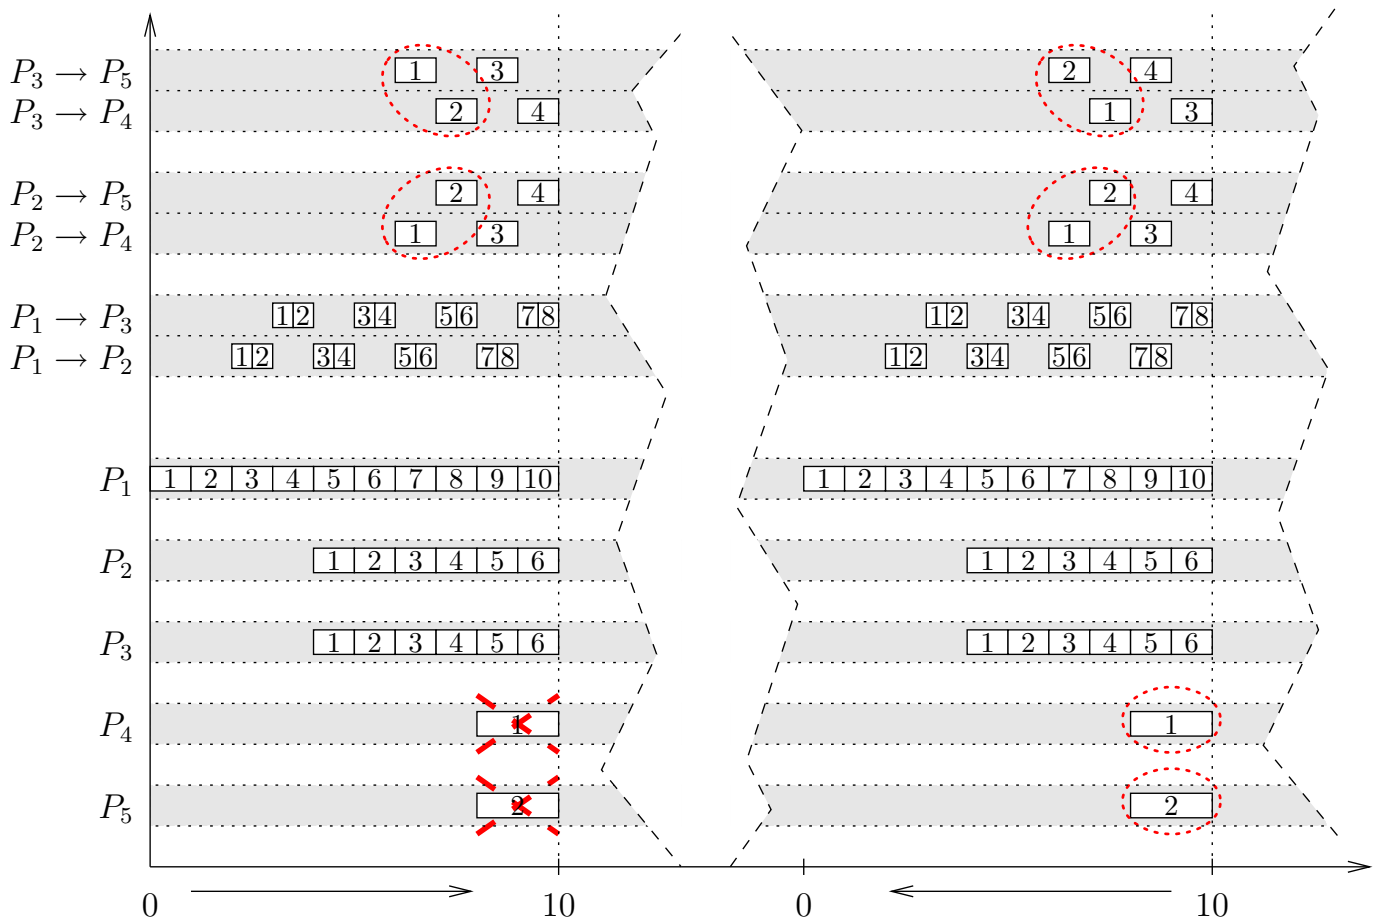 P₃ → P₅ 1 3 2 4
P₃ → P₄ 2 4 1 3
P₂ → P₅ 2 4 2 4
P₂ → P₄ 1 3 1 3
P₁ → P₃ 1 2 3 4 5 6 7 8 1 2 3 4 5 6 7 8
P₁ → P₂ 1 2 3 4 5 6 7 8 1 2 3 4 5 6 7 8
P₁ 1 2 3 4 5 6 7 8 9 10 1 2 3 4 5 6 7 8 9 10
P₂ 1 2 3 4 5 6 1 2 3 4 5 6
P₃ 1 2 3 4 5 6 1 2 3 4 5 6
P₄ 1 1
P₅ 2 2
0 10 0 10